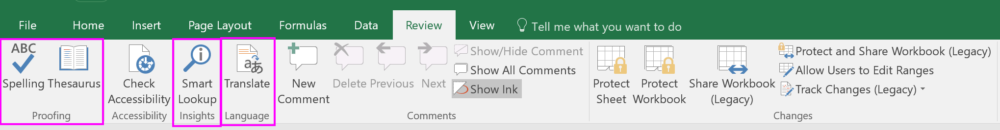 File Home Insert Page Layout Formulas Data Review View Tell me what you want to do
ABC
Spelling Thesaurus
Proofing
Check
Accessibility
Accessibility
i
Smart
Lookup
Insights
aあ
Translate
Language
New
Comment
Delete Previous Next
Show/Hide Comment
Show All Comments
Show Ink
Comments
Protect
Sheet
Protect
Workbook
Share Workbook
(Legacy)
Protect and Share Workbook (Legacy)
Allow Users to Edit Ranges
Track Changes (Legacy)
Changes